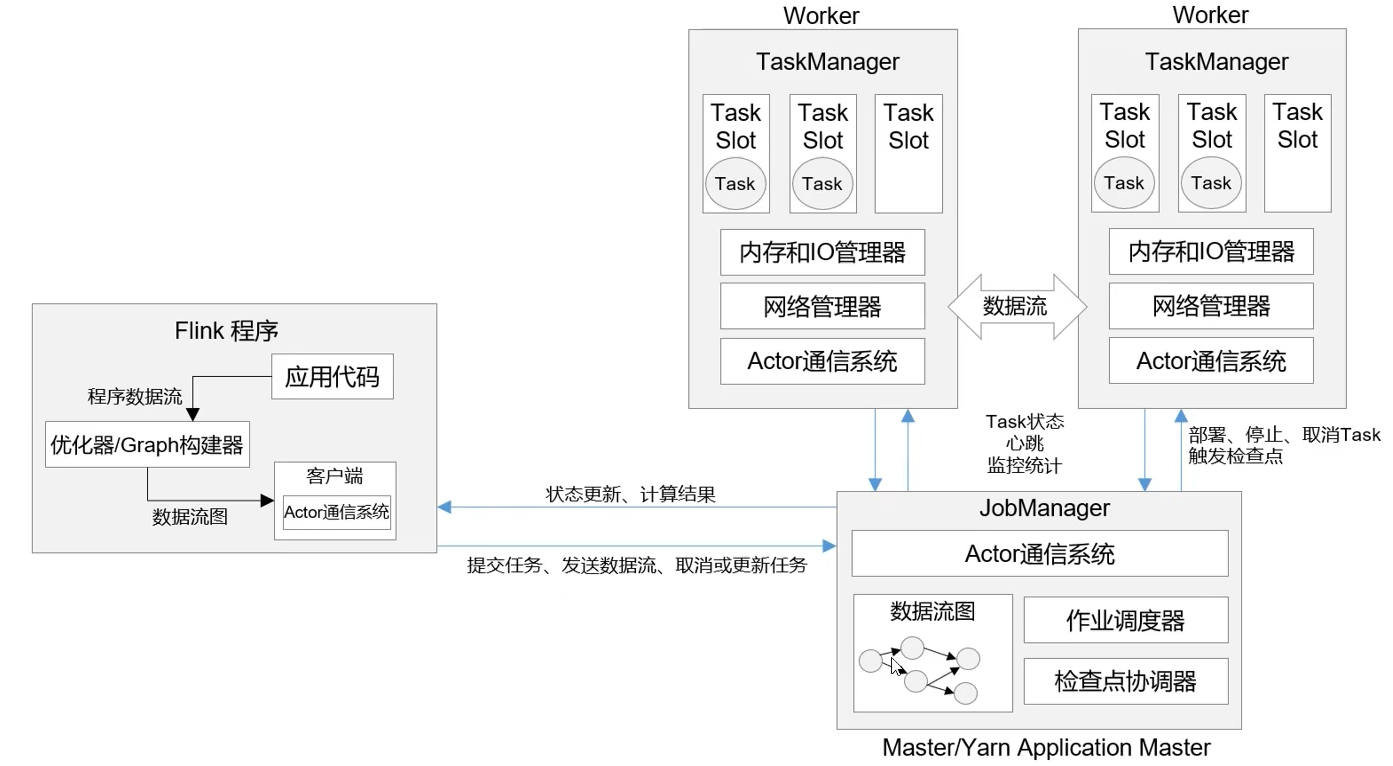 Worker
TaskManager
Task
Slot
Task
Task
Slot
Task
Task
Slot
内存和IO管理器
网络管理器
Actor通信系统
数据流
Worker
TaskManager
Task
Slot
Task
Task
Slot
Task
Task
Slot
内存和IO管理器
网络管理器
Actor通信系统
Flink 程序
应用代码
程序数据流
优化器/Graph构建器
数据流图
客户端
Actor通信系统
Task状态
心跳
监控统计
部署、停止、取消Task
触发检查点
状态更新、计算结果
提交任务、发送数据流、取消或更新任务
JobManager
Actor通信系统
数据流图
作业调度器
检查点协调器
Master/Yarn Application Master